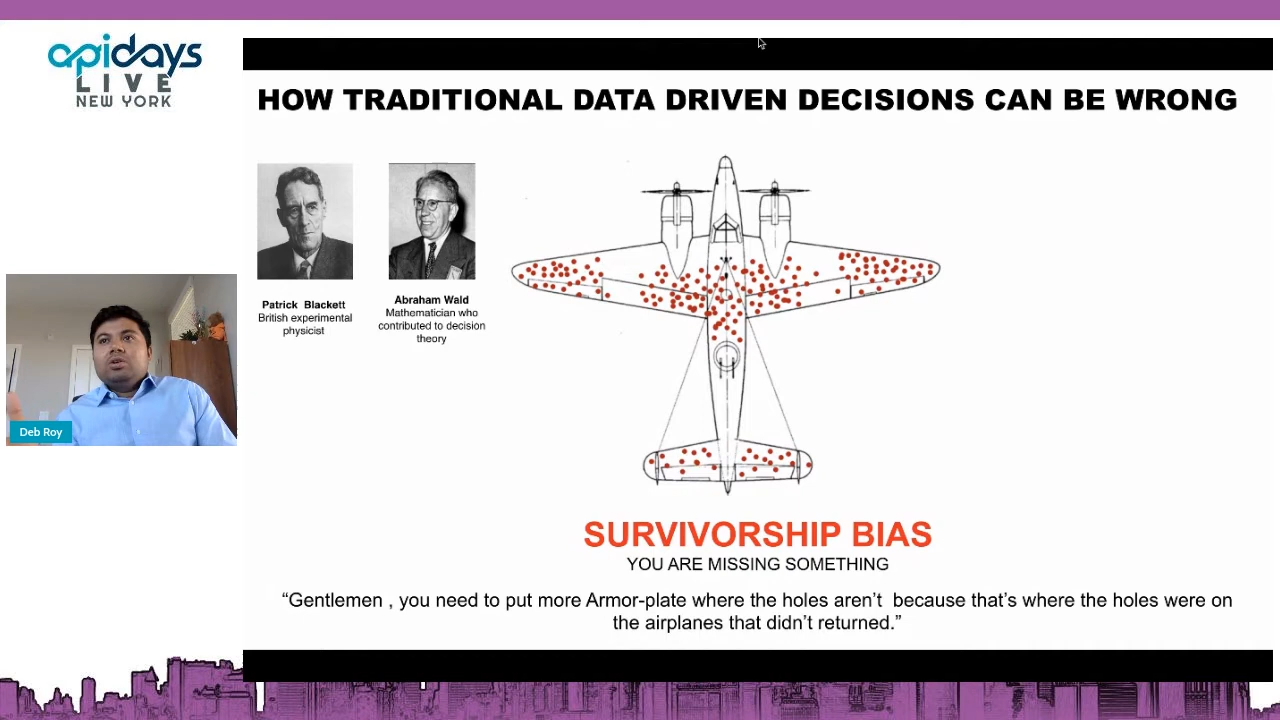 apidays
LIVE
NEW YORK
HOW TRADITIONAL DATA DRIVEN DECISIONS CAN BE WRONG
Patrick Blackett
British experimental
physicist
Abraham Wald
Mathematician who
contributed to decision
theory
Deb Roy
SURVIVORSHIP BIAS
YOU ARE MISSING SOMETHING
“Gentlemen , you need to put more Armor-plate where the holes aren’t because that’s where the holes were on
the airplanes that didn’t returned.”